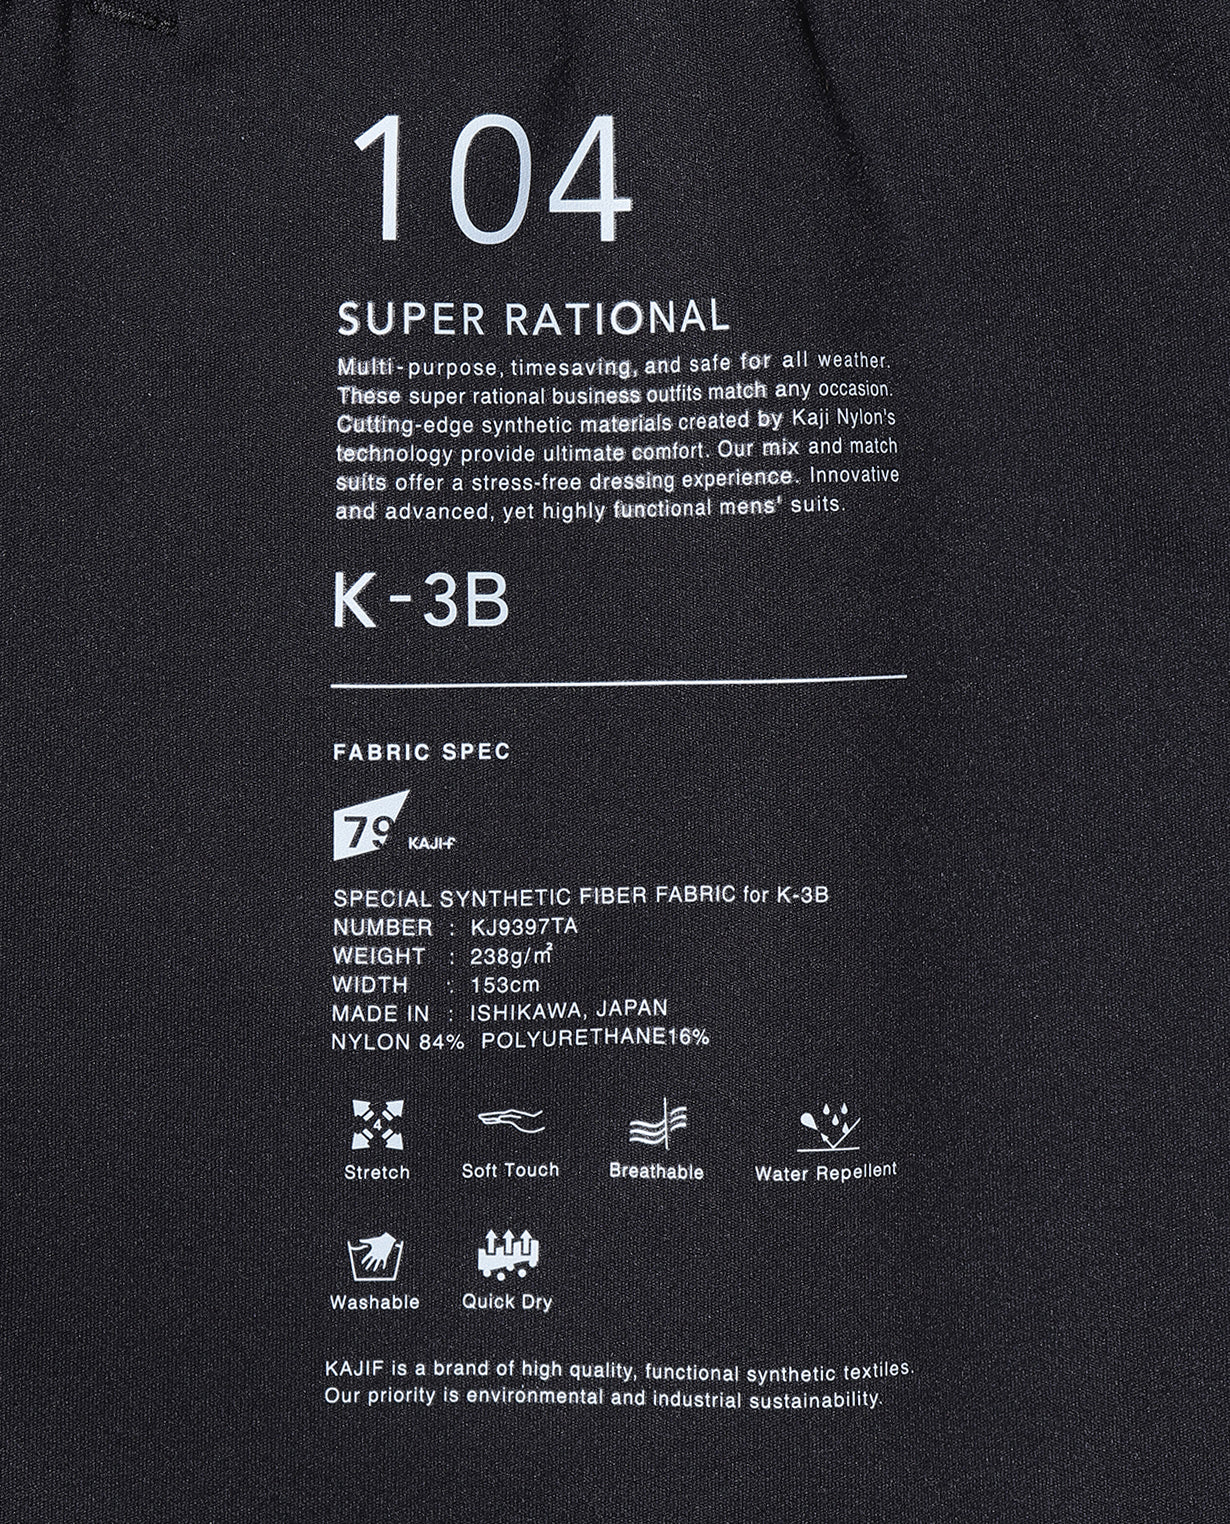 104
SUPER RATIONAL
Multi-purpose, timesaving, and safe for all weather.
These super rational business outfits match any occasion.
Cutting-edge synthetic materials created by Kaji Nylon's
technology provide ultimate comfort. Our mix and match
suits offer a stress-free dressing experience. Innovative
and advanced, yet highly functional mens' suits.
K-3B
FABRIC SPEC
79 KAJIF
SPECIAL SYNTHETIC FIBER FABRIC for K-3B
NUMBER : KJ9397TA
WEIGHT : 238g/㎡
WIDTH : 153cm
MADE IN : ISHIKAWA, JAPAN
NYLON 84% POLYURETHANE16%
4
Stretch Soft Touch Breathable Water Repellent
Washable Quick Dry
KAJIF is a brand of high quality, functional synthetic textiles.
Our priority is environmental and industrial sustainability.